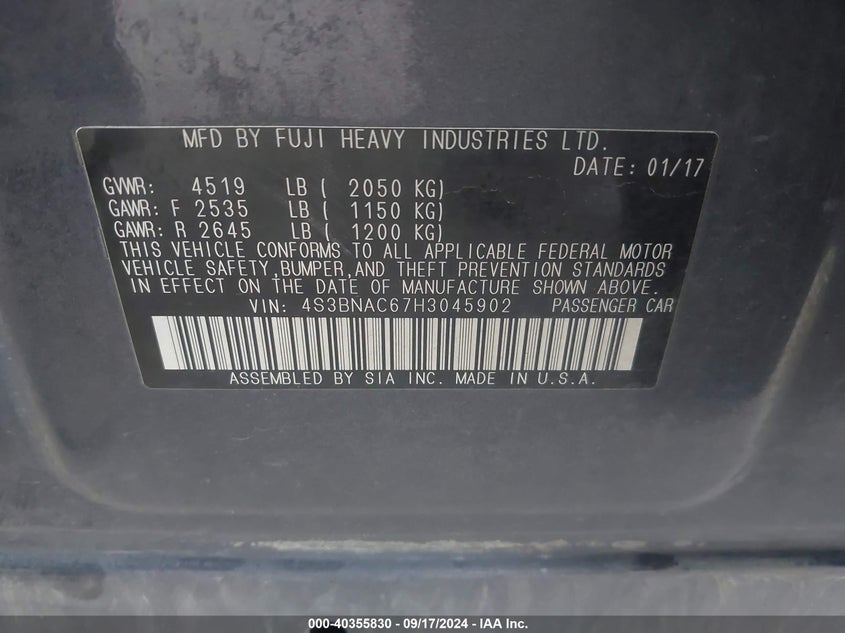 MFD BY FUJI HEAVY INDUSTRIES LTD.
DATE: 01/17
GVWR: 4519 LB ( 2050 KG)
GAWR: F 2535 LB ( 1150 KG)
GAWR: R 2645 LB ( 1200 KG)
THIS VEHICLE CONFORMS TO ALL APPLICABLE FEDERAL MOTOR
VEHICLE SAFETY,BUMPER,AND THEFT PREVENTION STANDARDS
IN EFFECT ON THE DATE OF MANUFACTURE SHOWN ABOVE.
VIN: 4S3BNAC67H3045902 PASSENGER CAR
ASSEMBLED BY SIA INC. MADE IN U.S.A.
000-40355830 - 09/17/2024 - IAA Inc.